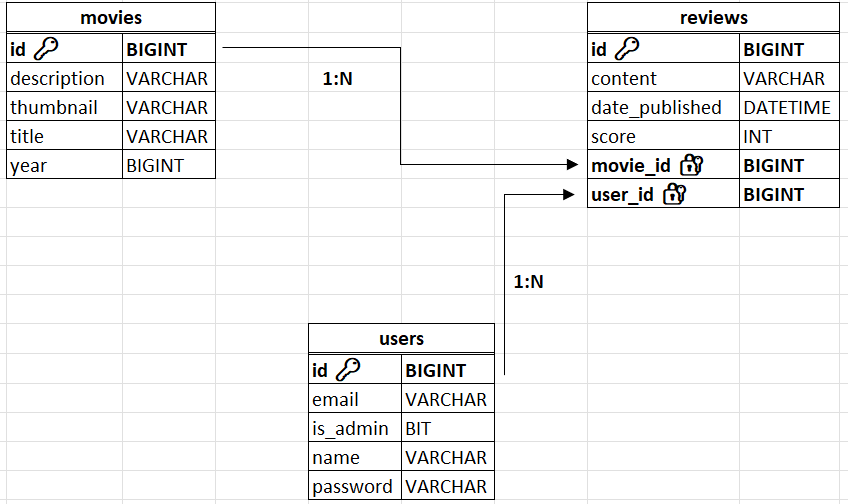 movies
id BIGINT
description VARCHAR
thumbnail VARCHAR
title VARCHAR
year BIGINT
1:N
reviews
id BIGINT
content VARCHAR
date_published DATETIME
score INT
movie_id BIGINT
user_id BIGINT
1:N
users
id BIGINT
email VARCHAR
is_admin BIT
name VARCHAR
password VARCHAR